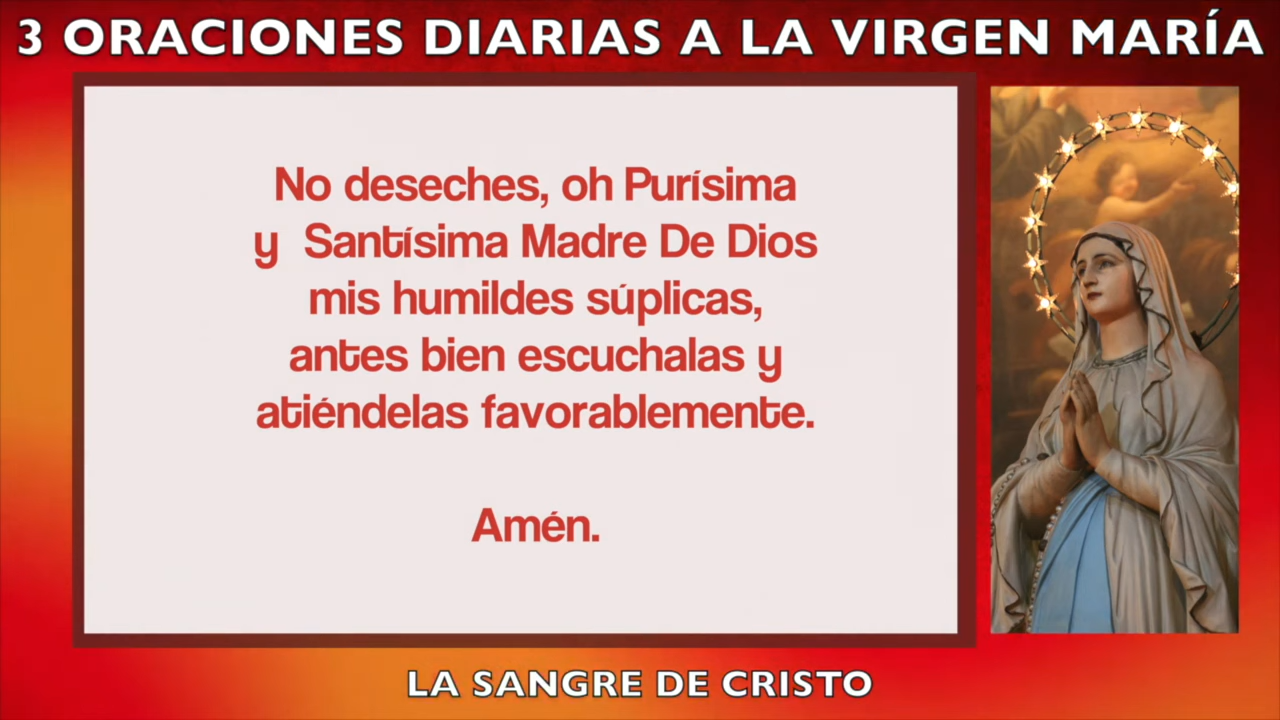 3 ORACIONES DIARIAS A LA VIRGEN MARÍA
No deseches, oh Purísima
y Santísima Madre De Dios
mis humildes súplicas,
antes bien escuchalas y
atiéndelas favorablemente.
Amén.
LA SANGRE DE CRISTO